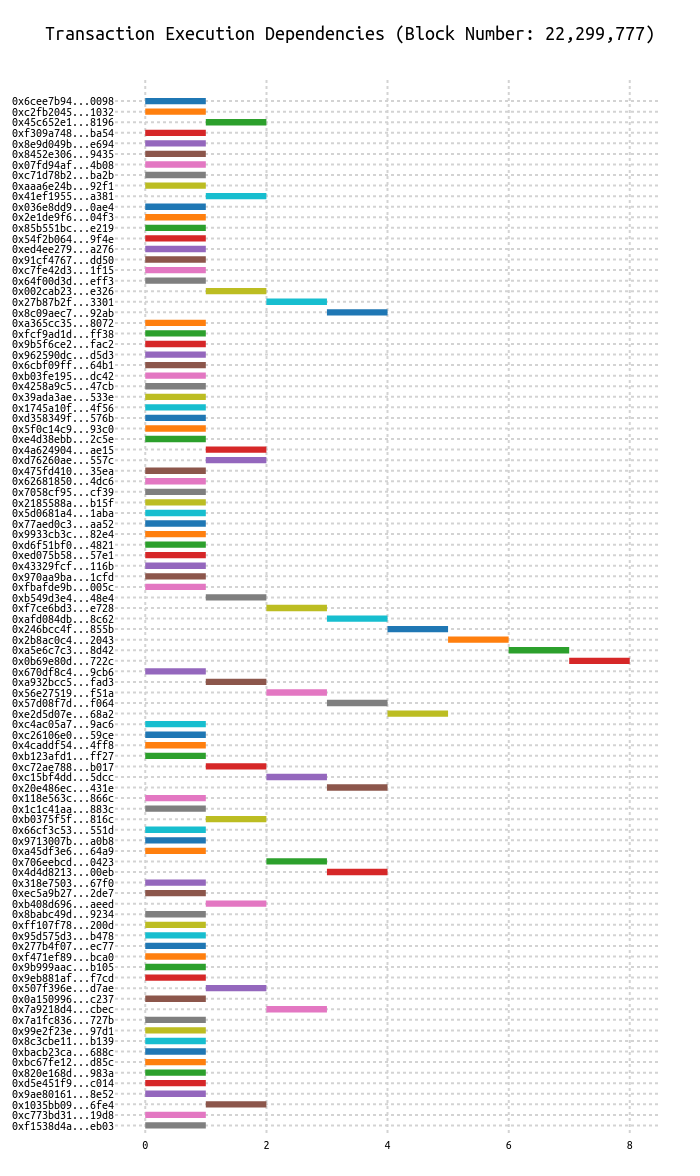 Transaction Execution Dependencies (Block Number: 22,299,777)
0x6cee7b94...0098
0xc2fb2045...1032
0x45c652e1...8196
0xf309a748...ba54
0x8e9d049b...e694
0x8452e306...9435
0x07fd94af...4b08
0xc71d78b2...ba2b
0xaaa6e24b...92f1
0x41ef1955...a381
0x036e8dd9...0ae4
0x2e1de9f6...04f3
0x85b551bc...e219
0x54f2b064...9f4e
0xed4ee279...a276
0x91cf4767...dd50
0xc7fe42d3...1f15
0x64f00d3d...eff3
0x002cab23...e326
0x27b87b2f...3301
0x8c09aec7...92ab
0xa365cc35...8072
0xfcf9ad1d...ff38
0x9b5f6ce2...fac2
0x962590dc...d5d3
0x6cbf09ff...64b1
0xb03fe195...dc42
0x4258a9c5...47cb
0x39ada3ae...533e
0x1745a10f...4f56
0xd358349f...576b
0x5f0c14c9...93c0
0xe4d38ebb...2c5e
0x4a624904...ae15
0xd76260ae...557c
0x475fd410...35ea
0x62681850...4dc6
0x7058cf95...cf39
0x2185588a...b15f
0x5d0681a4...1aba
0x77aed0c3...aa52
0x9933cb3c...82e4
0xd6f51bf0...4821
0xed075b58...57e1
0x43329fcf...116b
0x970aa9ba...1cfd
0xfbafde9b...005c
0xb549d3e4...48e4
0xf7ce6bd3...e728
0xafd084db...8c62
0x246bcc4f...855b
0x2b8ac0c4...2043
0xa5e6c7c3...8d42
0x0b69e80d...722c
0x670df8c4...9cb6
0xa932bcc5...fad3
0x56e27519...f51a
0x57d08f7d...f064
0xe2d5d07e...68a2
0xc4ac05a7...9ac6
0xc26106e0...59ce
0x4caddf54...4ff8
0xb123afd1...ff27
0xc72ae788...b017
0xc15bf4dd...5dcc
0x20e486ec...431e
0x118e563c...866c
0x1c1c41aa...883c
0xb0375f5f...816c
0x66cf3c53...551d
0x9713007b...a0b8
0xa45df3e6...64a9
0x706eebcd...0423
0x4d4d8213...00eb
0x318e7503...67f0
0xec5a9b27...2de7
0xb408d696...aeed
0x8babc49d...9234
0xff107f78...200d
0x95d575d3...b478
0x277b4f07...ec77
0xf471ef89...bca0
0x9b999aac...b105
0x9eb881af...f7cd
0x507f396e...d7ae
0x0a150996...c237
0x7a9218d4...cbec
0x7a1fc836...727b
0x99e2f23e...97d1
0x8c3cbe11...b139
0xbacb23ca...688c
0xbc67fe12...d85c
0x820e168d...983a
0xd5e451f9...c014
0x9ae80161...8e52
0x1035bb09...6fe4
0xc773bd31...19d8
0xf1538d4a...eb03
0 2 4 6 8